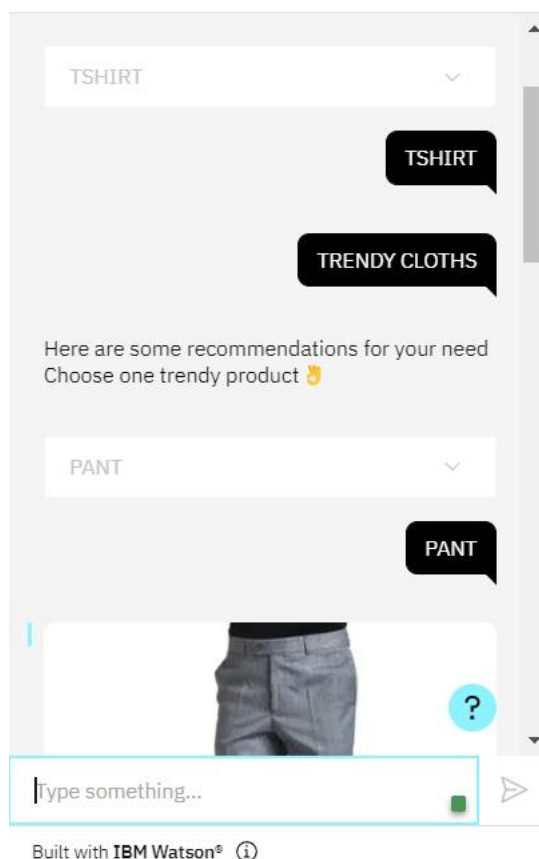 TSHIRT
TSHIRT
TRENDY CLOTHS
Here are some recommendations for your need
Choose one trendy product 👌
PANT
PANT
?
Type something...
Built with IBM Watson®